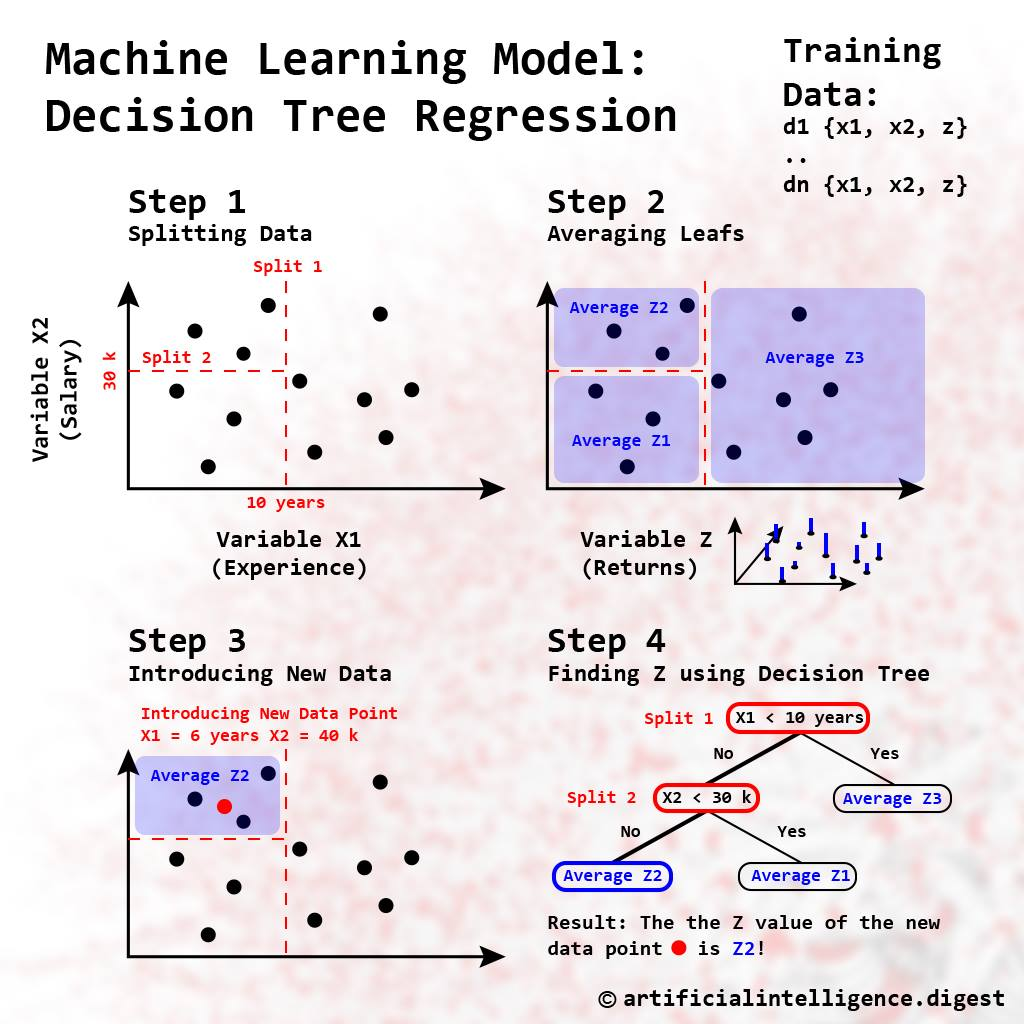 Machine Learning Model:
Decision Tree Regression
Training
Data:
d1 {x1, x2, z}
..
dn {x1, x2, z}
Step 1
Splitting Data
Split 1
Variable X2
(Salary)
30 k
Split 2
10 years
Variable X1
(Experience)
Step 2
Averaging Leafs
Average Z2
Average Z3
Average Z1
Variable Z
(Returns)
Step 3
Introducing New Data
Introducing New Data Point
X1 = 6 years X2 = 40 k
Average Z2
Step 4
Finding Z using Decision Tree
Split 1
X1 < 10 years
No
Yes
Split 2
X2 < 30 k
Average Z3
No
Yes
Average Z2
Average Z1
Result: The the Z value of the new
data point is Z2!
© artificialintelligence.digest